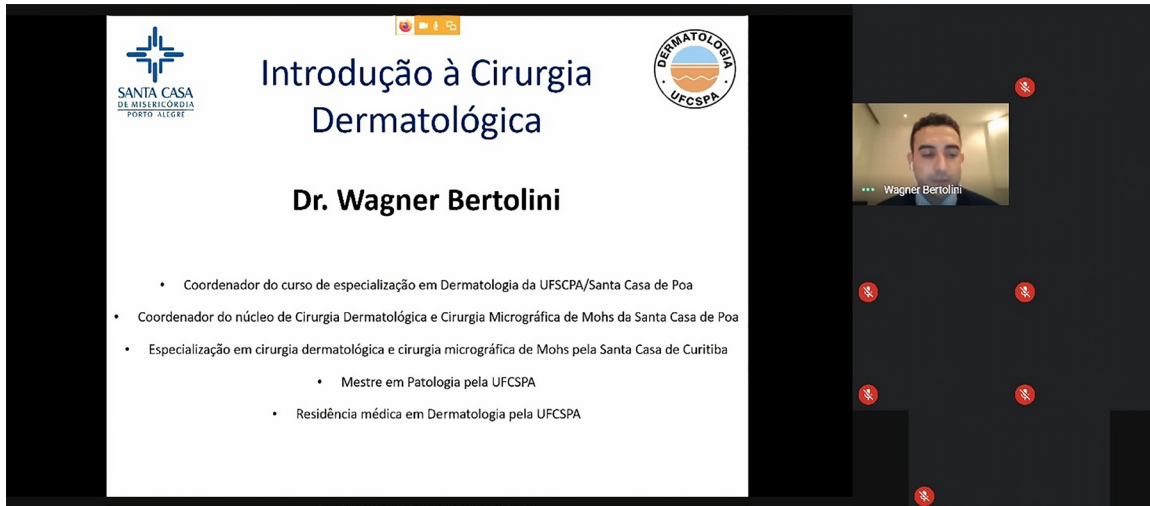 SANTA CASA
DE MISERICÓRDIA
PORTO ALEGRE
Introdução à Cirurgia
Dermatológica
DERMATOLOGIA
UFCSPA
Dr. Wagner Bertolini
Wagner Bertolini
• Coordenador do curso de especialização em Dermatologia da UFSCPA/Santa Casa de Poa
• Coordenador do núcleo de Cirurgia Dermatológica e Cirurgia Micrográfica de Mohs da Santa Casa de Poa
• Especialização em cirurgia dermatológica e cirurgia micrográfica de Mohs pela Santa Casa de Curitiba
• Mestre em Patologia pela UFCSPA
• Residência médica em Dermatologia pela UFCSPA